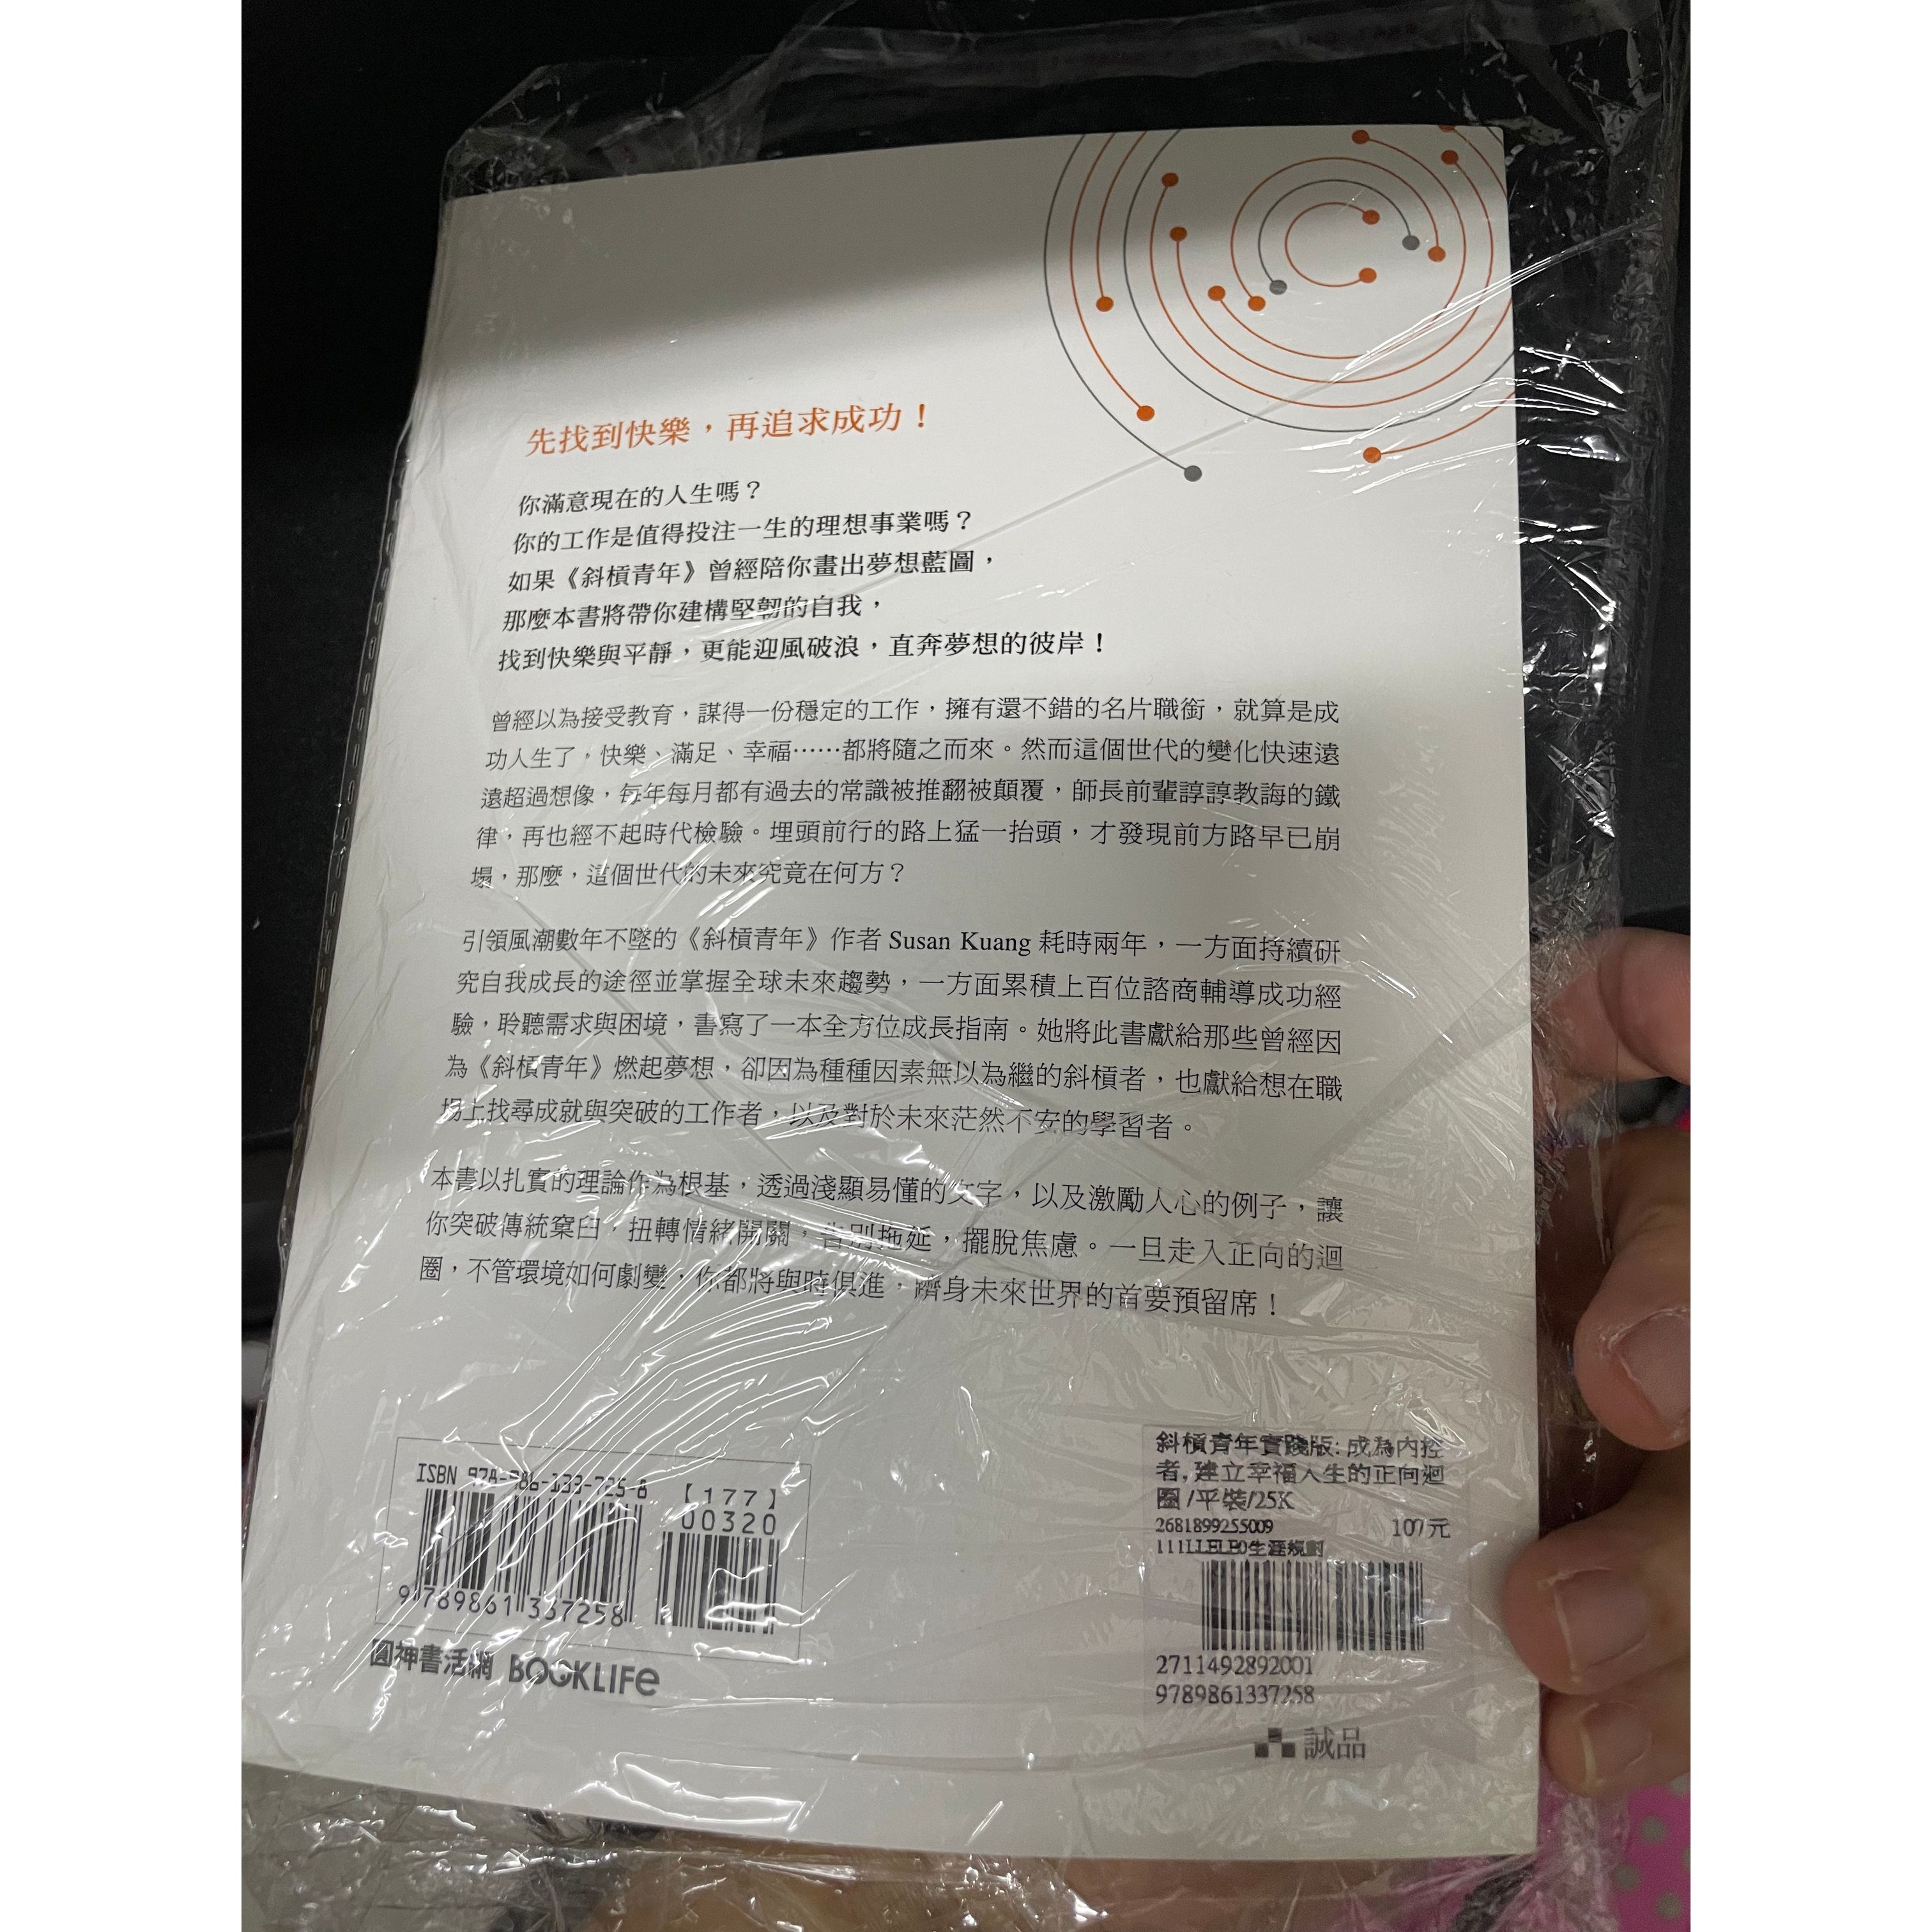 先找到快樂，再追求成功！
你滿意現在的人生嗎？
你的工作是值得投注一生的理想事業嗎？
如果《斜槓青年》曾經陪你畫出夢想藍圖，
那麼本書將帶你建構堅韌的自我，
找到快樂與平靜，更能迎風破浪，直奔夢想的彼岸！
曾經以為接受教育，謀得一份穩定的工作，擁有還不錯的名片職銜，就算是成
功人生了，快樂、滿足、幸福……都將隨之而來。然而這個世代的變化快速遠
遠超過想像，每年每月都有過去的常識被推翻被顛覆，師長前輩諄諄教誨的鐵
律，再也經不起時代檢驗。埋頭前行的路上猛一抬頭，才發現前方路早已崩
塌，那麼，這個世代的未來究竟在何方？
引領風潮數年不墜的《斜槓青年》作者 Susan Kuang 耗時兩年，一方面持續研
究自我成長的途徑並掌握全球未來趨勢，一方面累積上百位諮商輔導成功經
驗，聆聽需求與困境，書寫了一本全方位成長指南。她將此書獻給那些曾經因
為《斜槓青年》燃起夢想，卻因為種種因素無以為繼的斜槓者，也獻給想在職
場上找尋成就與突破的工作者，以及對於未來茫然不安的學習者。
本書以扎實的理論作為根基，透過淺顯易懂的文字，以及激勵人心的例子，讓
你突破傳統窠臼，扭轉情緒開關，告別拖延，擺脫焦慮。一旦走入正向的迴
圈，不管環境如何劇變，你都將與時俱進，躋身未來世界的首要預留席！
ISBN 978-986-133-725-8
【177】
00320
9 789861 337258
圓神書活網 BOOKLIFE
斜槓青年實踐版:成為內控
者,建立幸福人生的正向迴
圈/平裝/25K
2681899255009 107元
111LLELE0生涯規劃
2711492892001
9789861337258
誠品